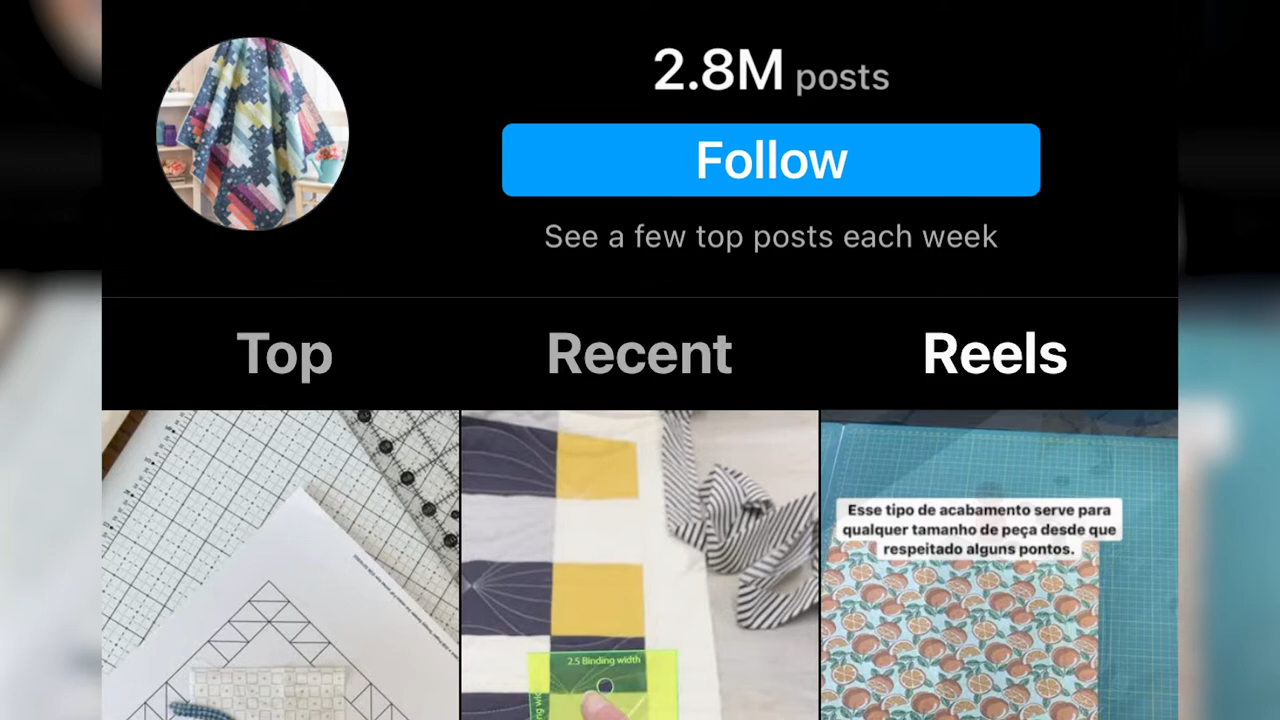 2.8M posts
Follow
See a few top posts each week
Top
Recent
Reels
Esse tipo de acabamento serve para
qualquer tamanho de peça desde que
respeitado alguns pontos.
2.5 Binding width